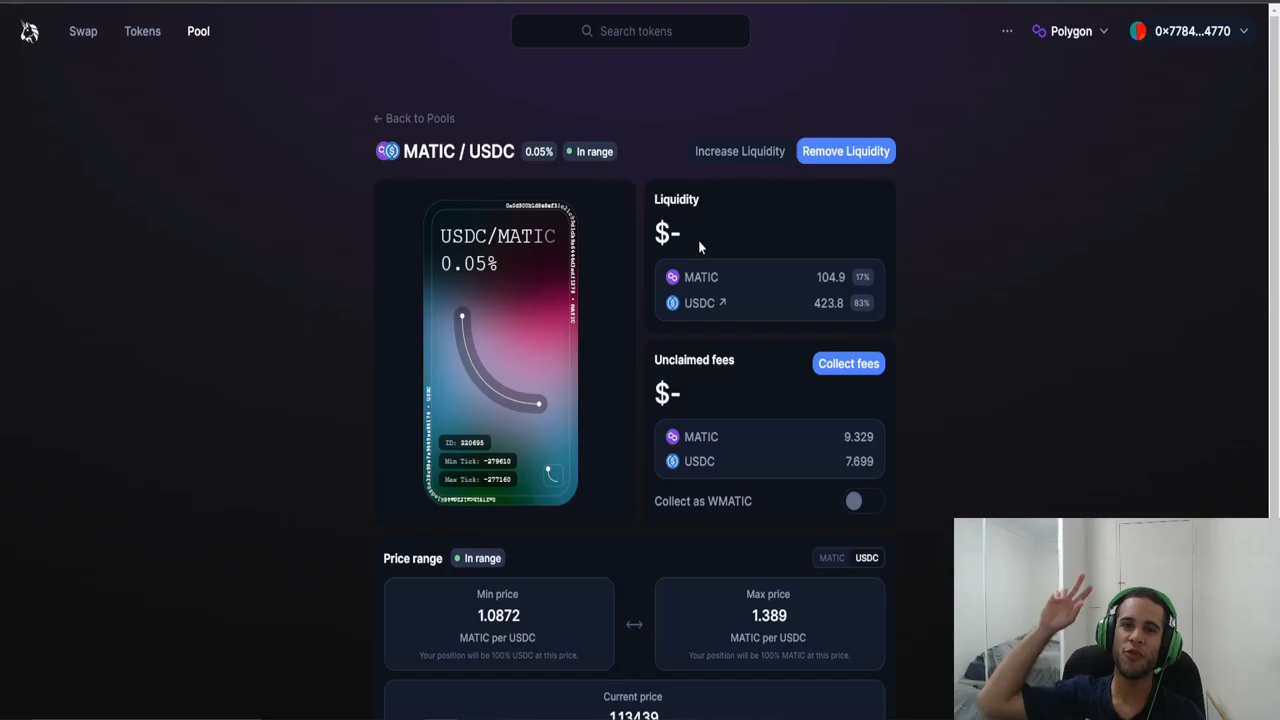 Swap
Tokens
Pool
Search tokens
...
Polygon
0×7784...4770
← Back to Pools
MATIC / USDC
0.05%
In range
Increase Liquidity
Remove Liquidity
USDC/MATIC
0.05%
ID: 320695
Min Tick: -279610
Max Tick: -277160
Liquidity
$-
MATIC
104.9
17%
USDC ↗
423.8
83%
Unclaimed fees
Collect fees
$-
MATIC
9.329
USDC
7.699
Collect as WMATIC
Price range
In range
MATIC
USDC
Min price
1.0872
MATIC per USDC
Your position will be 100% USDC at this price.
↔
Max price
1.389
MATIC per USDC
Your position will be 100% MATIC at this price.
Current price
1.13439